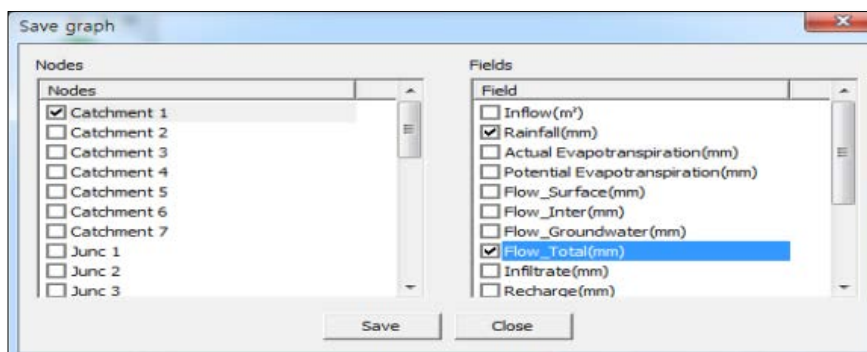 Save graph
Nodes
Nodes
Catchment 1
Catchment 2
Catchment 3
Catchment 4
Catchment 5
Catchment 6
Catchment 7
Junc 1
Junc 2
Junc 3
Fields
Field
Inflow(m³)
Rainfall(mm)
Actual Evapotranspiration(mm)
Potential Evapotranspiration(mm)
Flow_Surface(mm)
Flow_Inter(mm)
Flow_Groundwater(mm)
Flow_Total(mm)
Infiltrate(mm)
Recharge(mm)
Save
Close